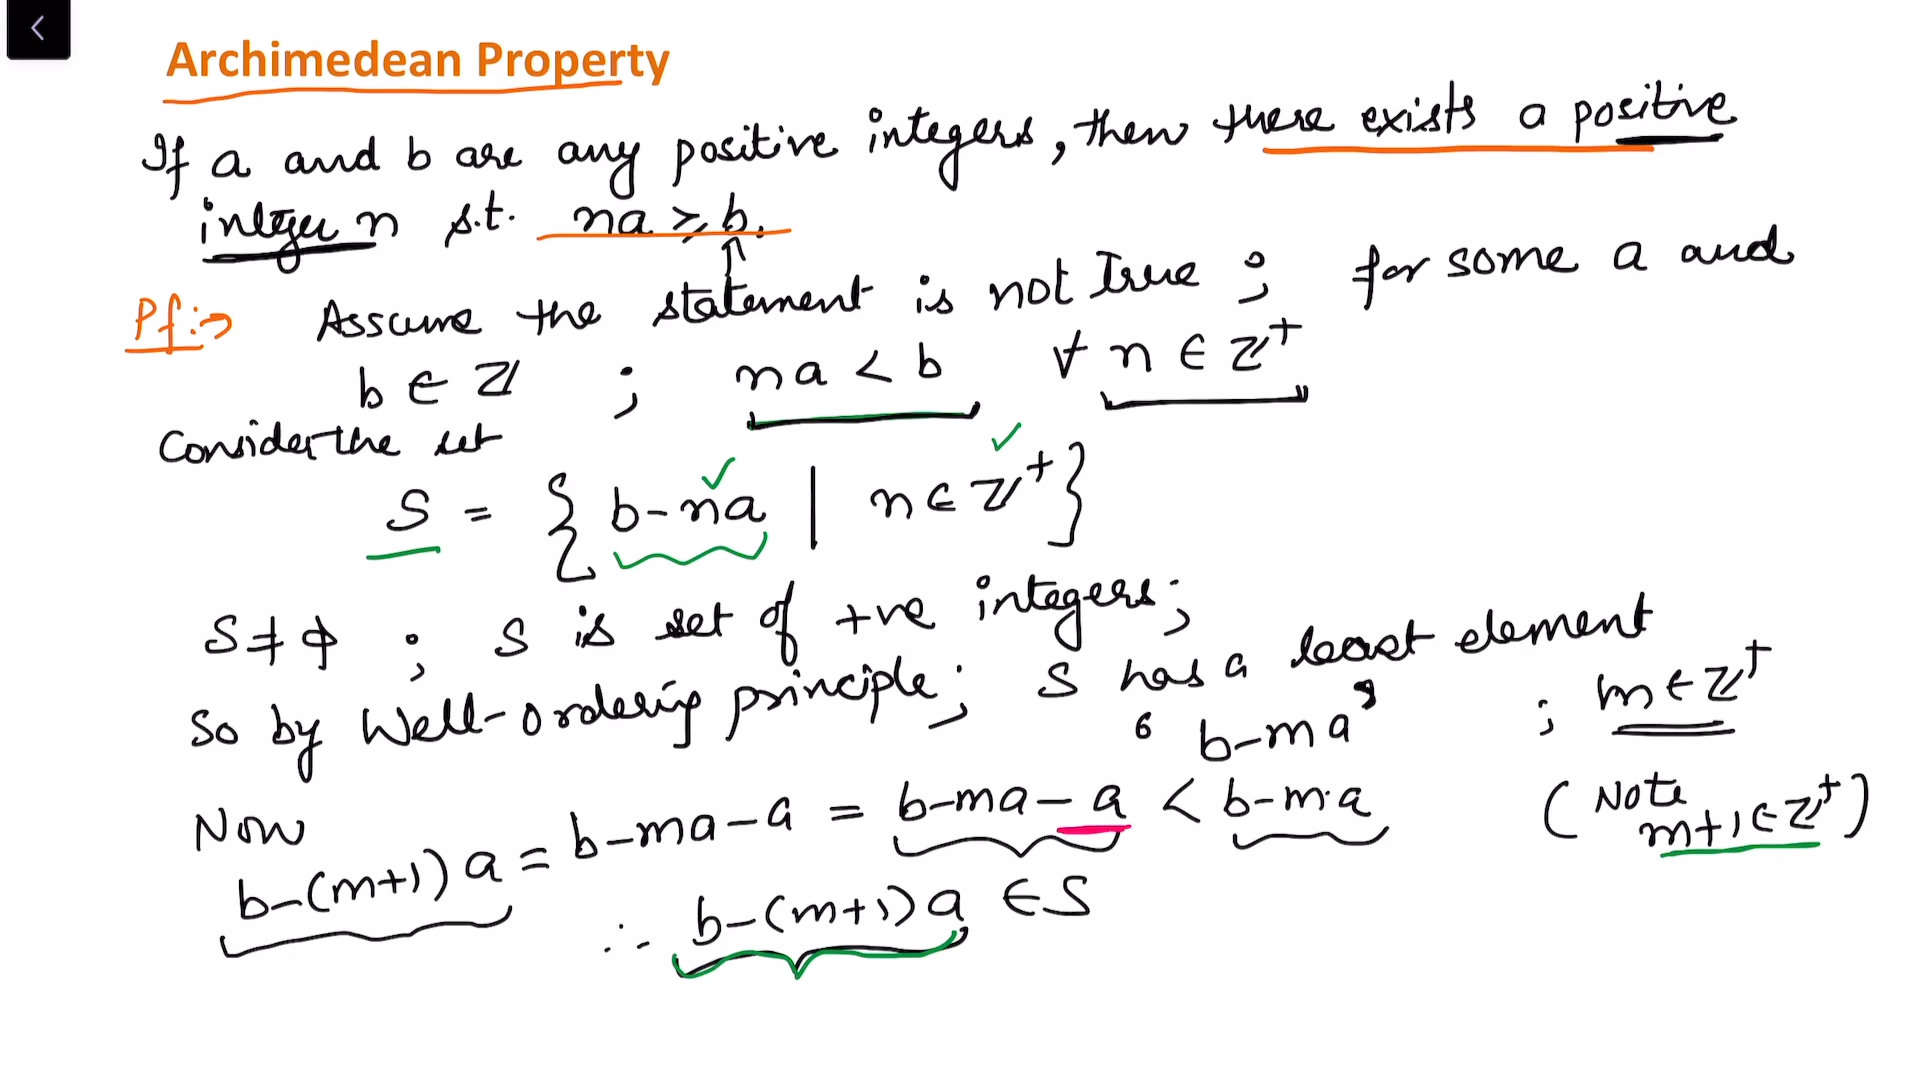 Archimedean Property
If a and b are any positive integers, then there exists a positive
integer n s.t. na ≥ b.
Pf:→ Assume the statement is not true ; for some a and
b ∈ ℤ ; na < b ∀ n ∈ ℤ⁺
Consider the set
S = { b-na | n ∈ ℤ⁺ }
S ≠ φ ; S is set of +ve integers ;
So by Well-ordering principle ; S has a least element
'b-ma' ; m ∈ ℤ⁺
Now
b-(m+1)a = b-ma-a = b-ma-a < b-m·a ( Note m+1 ∈ ℤ⁺ )
∴ b-(m+1)a ∈ S